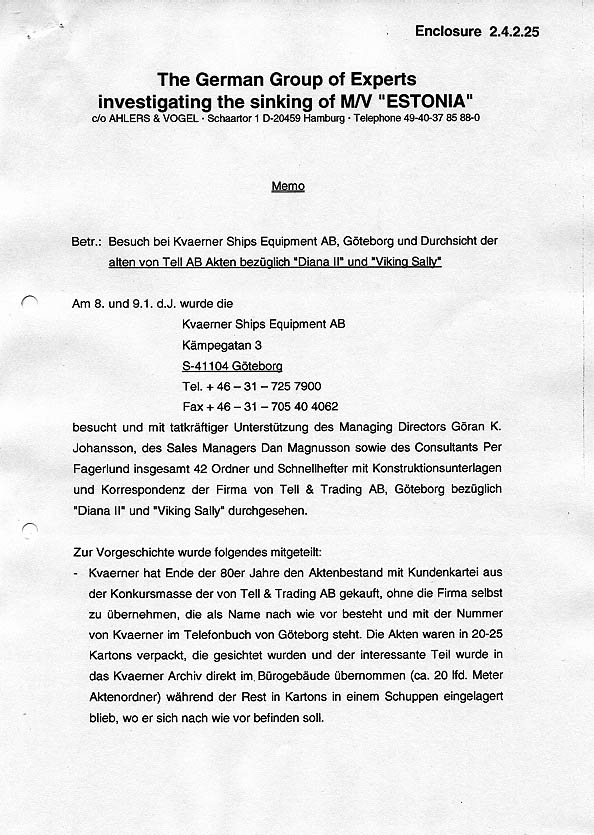 Enclosure 2.4.2.25
The German Group of Experts
investigating the sinking of M/V "ESTONIA"
c/o AHLERS & VOGEL · Schaartor 1 D-20459 Hamburg · Telephone 49-40-37 85 88-0
Memo
Betr.: Besuch bei Kvaerner Ships Equipment AB, Göteborg und Durchsicht der
alten von Tell AB Akten bezüglich "Diana II" und "Viking Sally"
Am 8. und 9.1. d.J. wurde die
Kvaerner Ships Equipment AB
Kämpegatan 3
S-41104 Göteborg
Tel. + 46 – 31 – 725 7900
Fax + 46 – 31 – 705 40 4062
besucht und mit tatkräftiger Unterstützung des Managing Directors Göran K.
Johansson, des Sales Managers Dan Magnusson sowie des Consultants Per
Fagerlund insgesamt 42 Ordner und Schnellhefter mit Konstruktionsunterlagen
und Korrespondenz der Firma von Tell & Trading AB, Göteborg bezüglich
"Diana II" und "Viking Sally" durchgesehen.
Zur Vorgeschichte wurde folgendes mitgeteilt:
- Kvaerner hat Ende der 80er Jahre den Aktenbestand mit Kundenkartei aus
der Konkursmasse der von Tell & Trading AB gekauft, ohne die Firma selbst
zu übernehmen, die als Name nach wie vor besteht und mit der Nummer
von Kvaerner im Telefonbuch von Göteborg steht. Die Akten waren in 20-25
Kartons verpackt, die gesichtet wurden und der interessante Teil wurde in
das Kvaerner Archiv direkt im Bürogebäude übernommen (ca. 20 lfd. Meter
Aktenordner) während der Rest in Kartons in einem Schuppen eingelagert
blieb, wo er sich nach wie vor befinden soll.